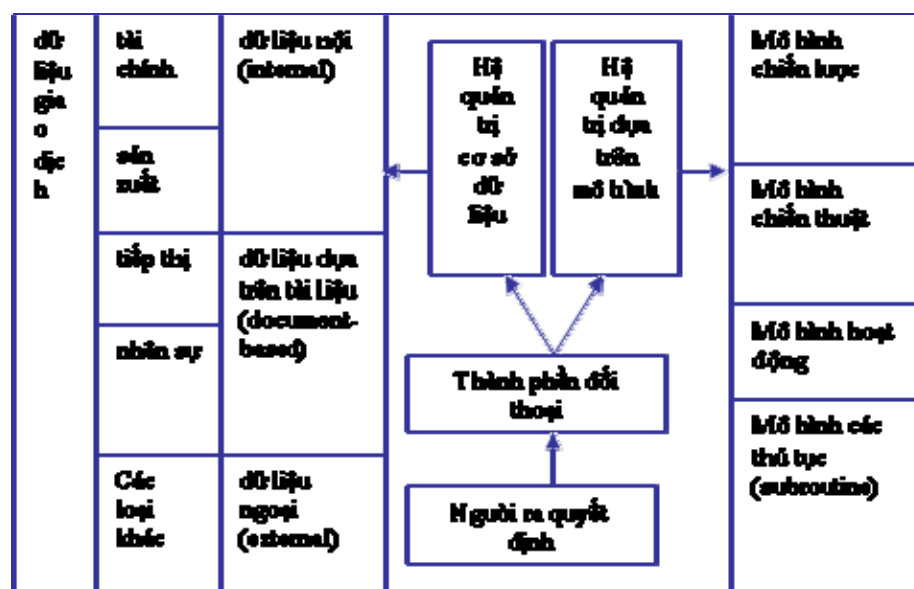 dữ
liệu
gia
o
dịc
h
tài
chính
sản
xuất
tiếp thị
nhân sự
Các
loại
khác
dữ liệu nội
(internal)
dữ liệu dựa
trên tài liệu
(document-
based)
dữ liệu
ngoại
(external)
Hệ
quản
trị
cơ sở
dữ
liệu
Hệ
quản
trị dựa
trên
mô hình
Thành phần đối
thoại
Người ra quyết
định
Mô hình
chiến lược
Mô hình
chiến thuật
Mô hình hoạt
động
Mô hình các
thủ tục
(subroutine)